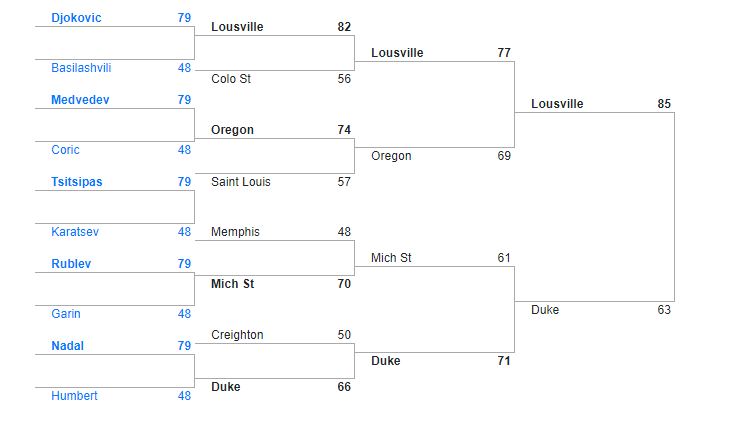 Djokovic 79
Basilashvili 48
Medvedev 79
Coric 48
Tsitsipas 79
Karatsev 48
Rublev 79
Garin 48
Nadal 79
Humbert 48
Lousville 82
Colo St 56
Oregon 74
Saint Louis 57
Memphis 48
Mich St 70
Creighton 50
Duke 66
Lousville 77
Oregon 69
Mich St 61
Duke 71
Lousville 85
Duke 63